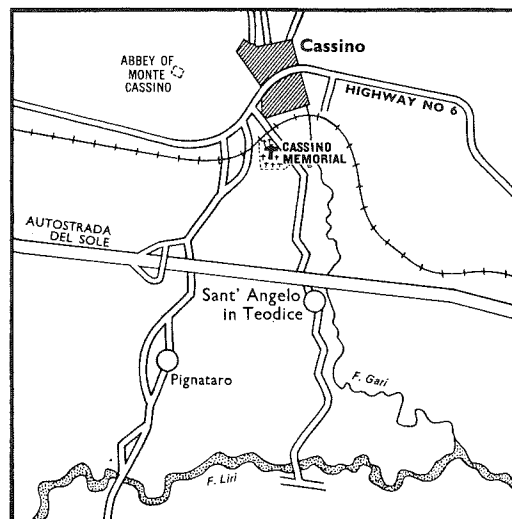 Cassino
ABBEY OF
MONTE
CASSINO
HIGHWAY NO 6
CASSINO
MEMORIAL
AUTOSTRADA
DEL SOLE
Sant' Angelo
in Teodice
Pignataro
F. Gari
F. Liri